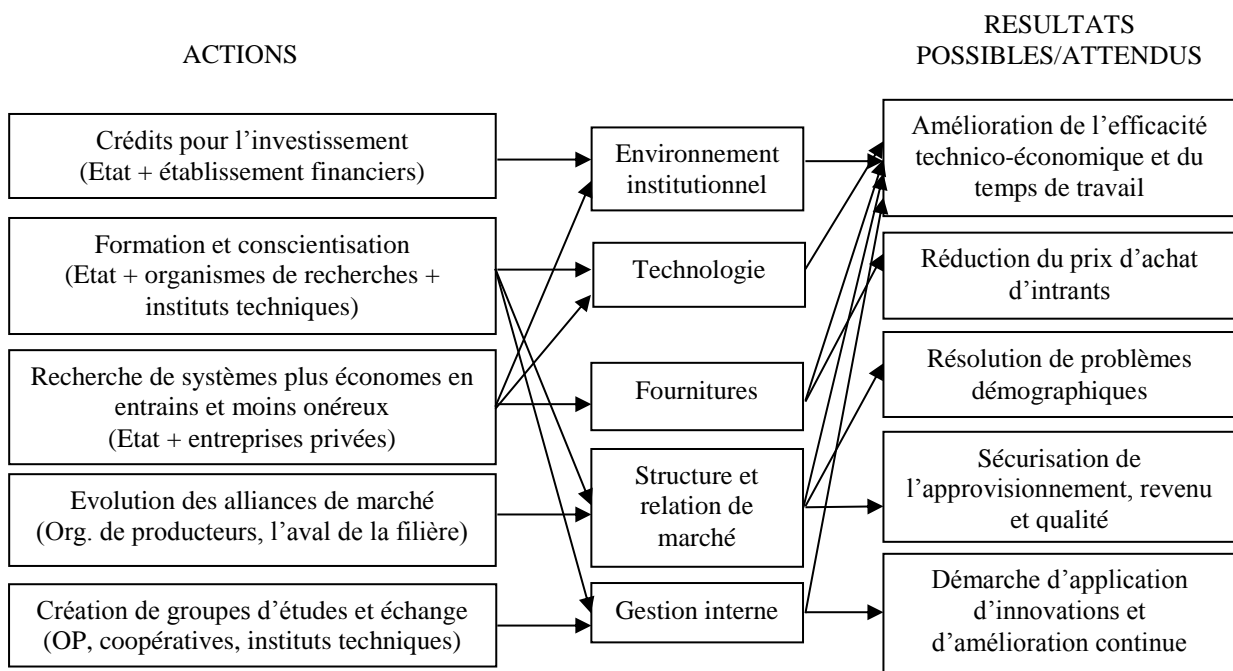 ACTIONS
RESULTATS
POSSIBLES/ATTENDUS
Crédits pour l’investissement
(Etat + établissement financiers)
Formation et conscientisation
(Etat + organismes de recherches +
instituts techniques)
Recherche de systèmes plus économes en
entrains et moins onéreux
(Etat + entreprises privées)
Evolution des alliances de marché
(Org. de producteurs, l’aval de la filière)
Création de groupes d’études et échange
(OP, coopératives, instituts techniques)
Environnement
institutionnel
Technologie
Fournitures
Structure et
relation de
marché
Gestion interne
Amélioration de l’efficacité
technico-économique et du
temps de travail
Réduction du prix d’achat
d’intrants
Résolution de problèmes
démographiques
Sécurisation de
l’approvisionnement, revenu
et qualité
Démarche d’application
d’innovations et
d’amélioration continue